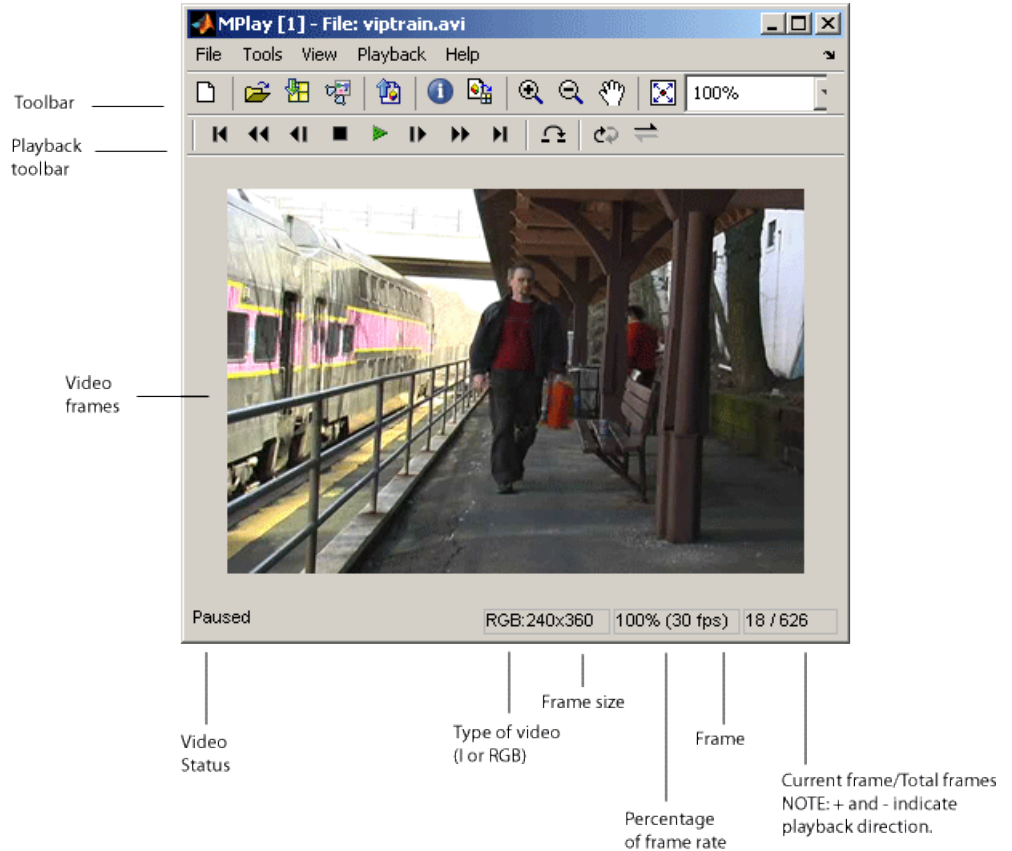 MPlay [1] - File: viptrain.avi
File Tools View Playback Help
100%
Toolbar
Playback
toolbar
Video
frames
Paused
RGB:240x360
100% (30 fps)
18 / 626
Frame size
Type of video
(I or RGB)
Frame
Video
Status
Current frame/Total frames
NOTE: + and - indicate
playback direction.
Percentage
of frame rate